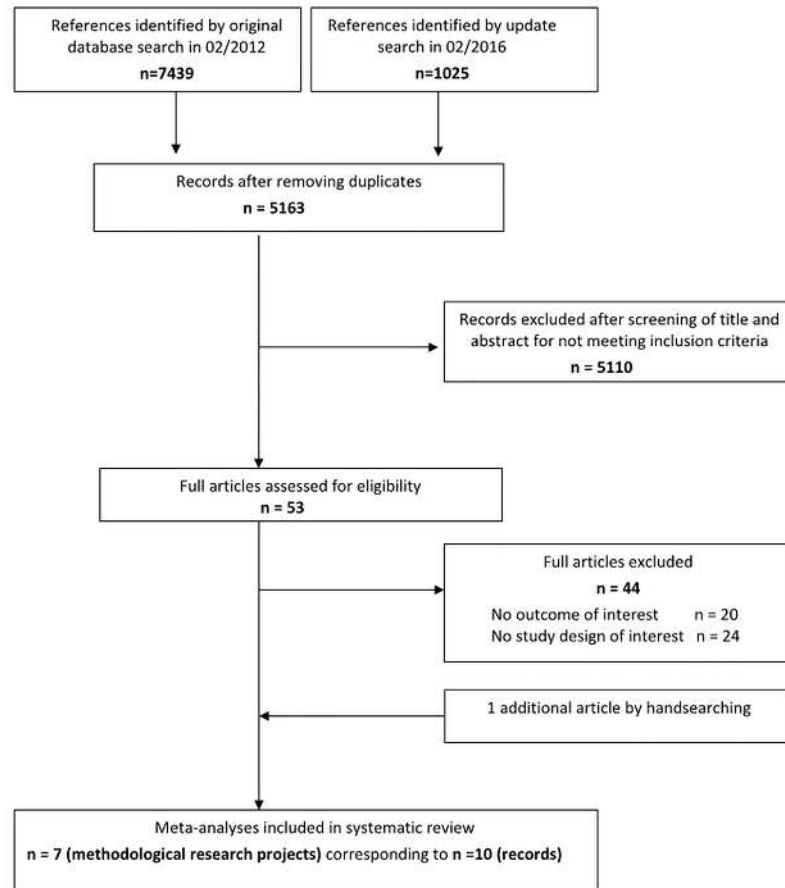 References identified by original
database search in 02/2012
n=7439
References identified by update
search in 02/2016
n=1025
Records after removing duplicates
n = 5163
Records excluded after screening of title and
abstract for not meeting inclusion criteria
n = 5110
Full articles assessed for eligibility
n = 53
Full articles excluded
n = 44
No outcome of interest n = 20
No study design of interest n = 24
1 additional article by handsearching
Meta-analyses included in systematic review
n = 7 (methodological research projects) corresponding to n =10 (records)